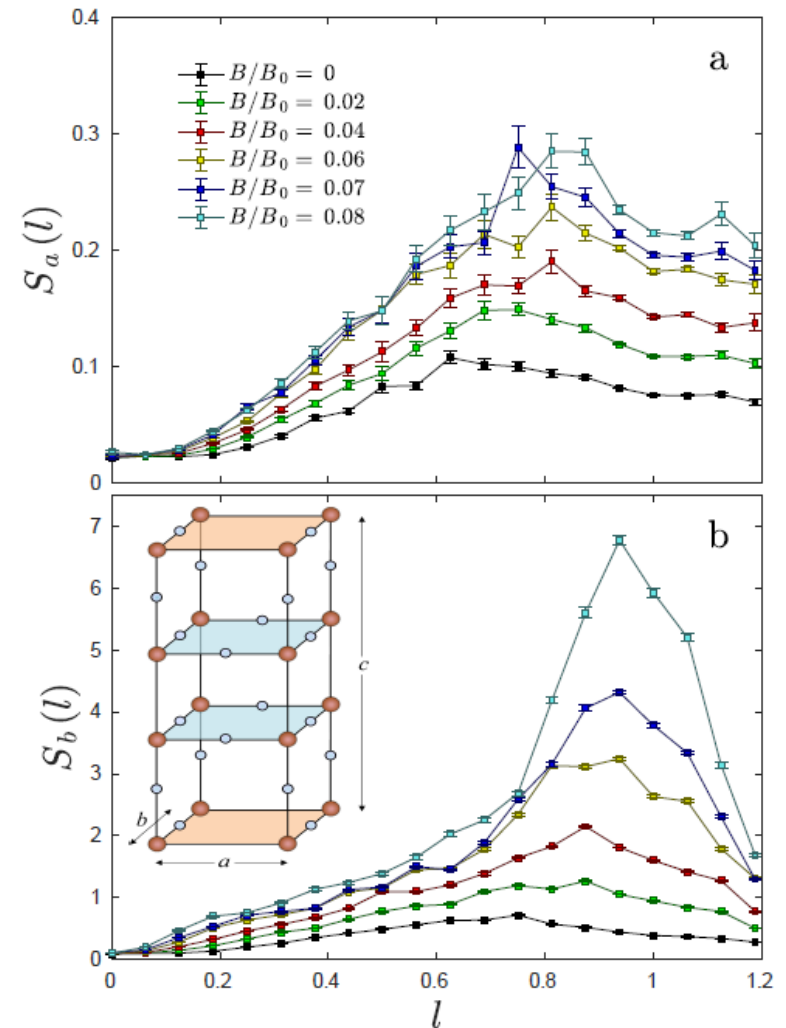 0.4
a
B/B₀ = 0
B/B₀ = 0.02
B/B₀ = 0.04
0.3
B/B₀ = 0.06
B/B₀ = 0.07
B/B₀ = 0.08
Sₐ(l)
0.2
0.1
0
b
7
6
5
c
4
S_b(l)
3
2
b
a
1
0
0 0.2 0.4 0.6 0.8 1 1.2
l